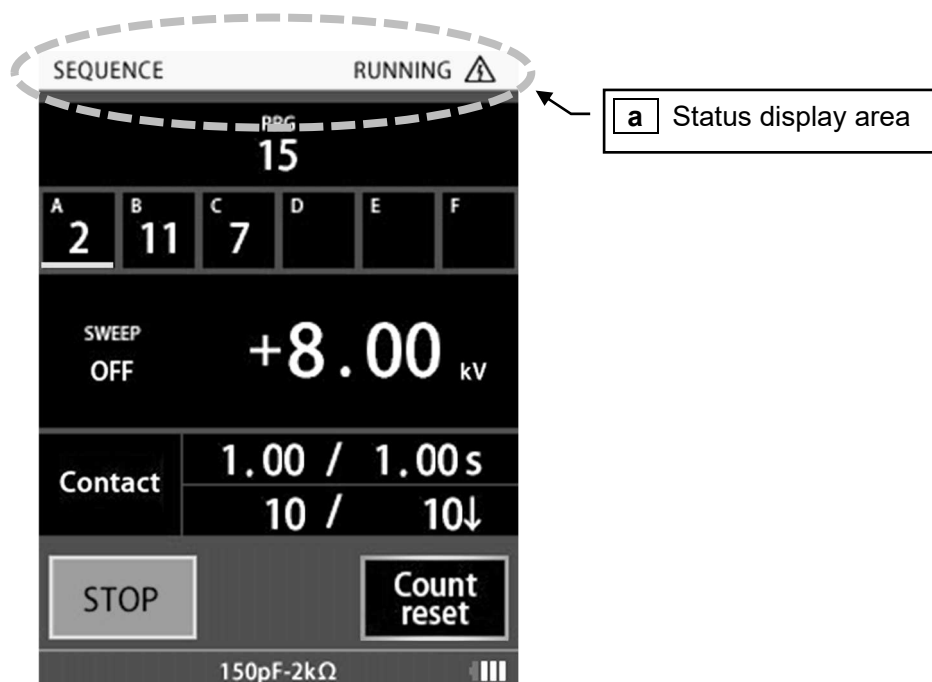 SEQUENCE RUNNING
a Status display area
PRG
15
A B C D E F
2 11 7
SWEEP
OFF
+8.00 kV
Contact
1.00 / 1.00s
10 / 10↓
STOP
Count
reset
150pF-2kΩ